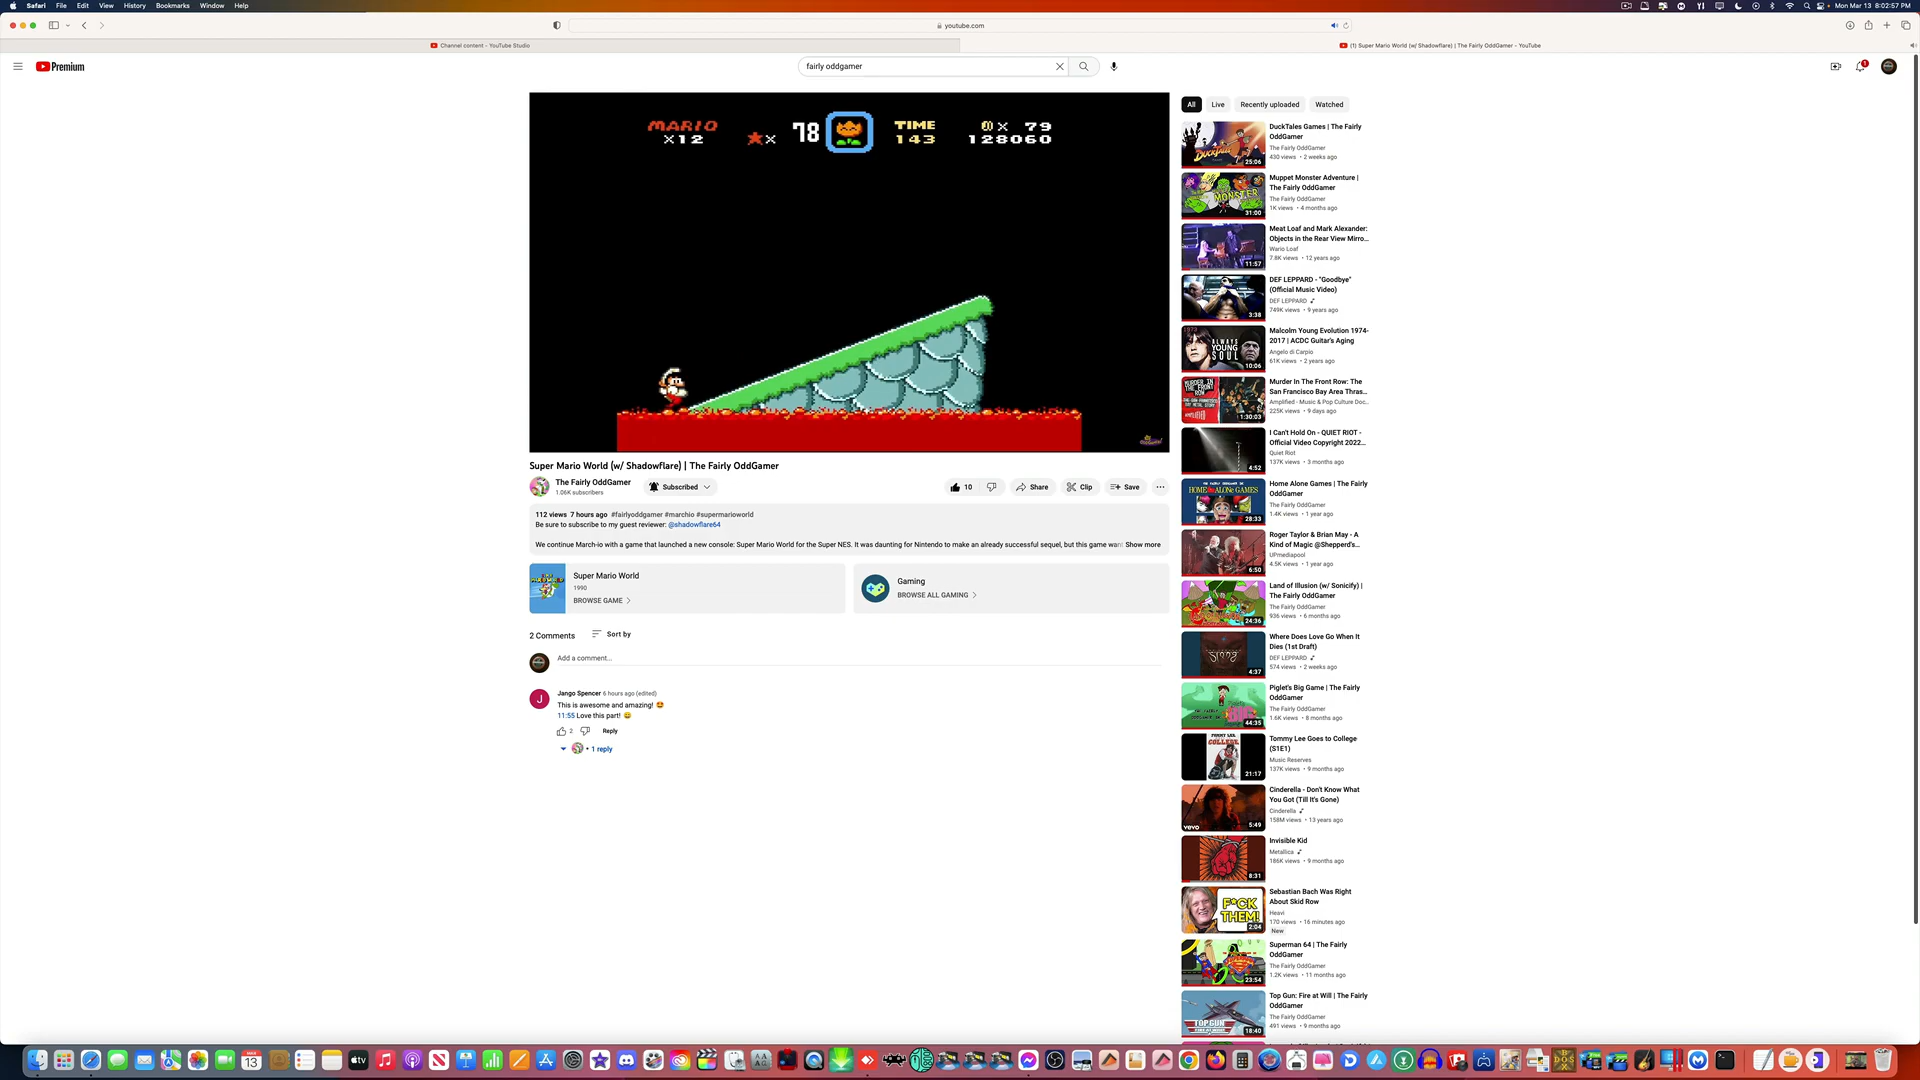 Safari File Edit View History Bookmarks Window Help
Mon Mar 13 8:02:57 PM
youtube.com
Channel content - YouTube Studio
(1) Super Mario World (w/ Shadowflare) | The Fairly OddGamer - YouTube
Premium
fairly oddgamer
1
MARIO x12
x 78
TIME 143
x 79
128060
Super Mario World (w/ Shadowflare) | The Fairly OddGamer
The Fairly OddGamer
1.06K subscribers
Subscribed
10
Share
Clip
Save
112 views 7 hours ago #fairlyoddgamer #marchio #supermarioworld
Be sure to subscribe to my guest reviewer: @shadowflare64
We continue March-io with a game that launched a new console: Super Mario World for the Super NES. It was daunting for Nintendo to make an already successful sequel, but this game wan Show more
Super Mario World
1990
BROWSE GAME
Gaming
BROWSE ALL GAMING
2 Comments
Sort by
Add a comment...
J
Jango Spencer 6 hours ago (edited)
This is awesome and amazing! 🤩
11:55 Love this part! 😄
2
Reply
• 1 reply
All
Live
Recently uploaded
Watched
25:06
DuckTales Games | The Fairly
OddGamer
The Fairly OddGamer
430 views • 2 weeks ago
31:00
Muppet Monster Adventure |
The Fairly OddGamer
The Fairly OddGamer
1K views • 4 months ago
11:57
Meat Loaf and Mark Alexander:
Objects in the Rear View Mirro...
Wario Loaf
7.8K views • 12 years ago
3:38
DEF LEPPARD - "Goodbye"
(Official Music Video)
DEF LEPPARD
749K views • 9 years ago
ALWAYS YOUNG SOUL
10:06
Malcolm Young Evolution 1974-
2017 | ACDC Guitar's Aging
Angelo di Carpio
61K views • 2 years ago
MURDER IN THE FRONT ROW
1:30:03
Murder In The Front Row: The
San Francisco Bay Area Thras...
Amplified - Music & Pop Culture Doc...
225K views • 9 days ago
4:52
I Can't Hold On - QUIET RIOT -
Official Video Copyright 2022...
Quiet Riot
137K views • 3 months ago
HOME ALONE GAMES
28:33
Home Alone Games | The Fairly
OddGamer
The Fairly OddGamer
1.4K views • 1 year ago
6:50
Roger Taylor & Brian May - A
Kind of Magic @Shepperd's...
UPmediapool
4.5K views • 1 year ago
24:36
Land of Illusion (w/ Sonicify) |
The Fairly OddGamer
The Fairly OddGamer
936 views • 6 months ago
4:37
Where Does Love Go When It
Dies (1st Draft)
DEF LEPPARD
574 views • 2 weeks ago
44:35
Piglet's Big Game | The Fairly
OddGamer
The Fairly OddGamer
1.6K views • 8 months ago
21:17
Tommy Lee Goes to College
(S1E1)
Music Reserves
137K views • 9 months ago
vevo
5:49
Cinderella - Don't Know What
You Got (Till It's Gone)
Cinderella
158M views • 13 years ago
8:31
Invisible Kid
Metallica
186K views • 9 months ago
F*CK THEM!
2:04
Sebastian Bach Was Right
About Skid Row
Heavi
170 views • 16 minutes ago
New
23:54
Superman 64 | The Fairly
OddGamer
The Fairly OddGamer
1.2K views • 11 months ago
TOP GUN
18:40
Top Gun: Fire at Will | The Fairly
OddGamer
The Fairly OddGamer
491 views • 9 months ago
MAR 13
tv